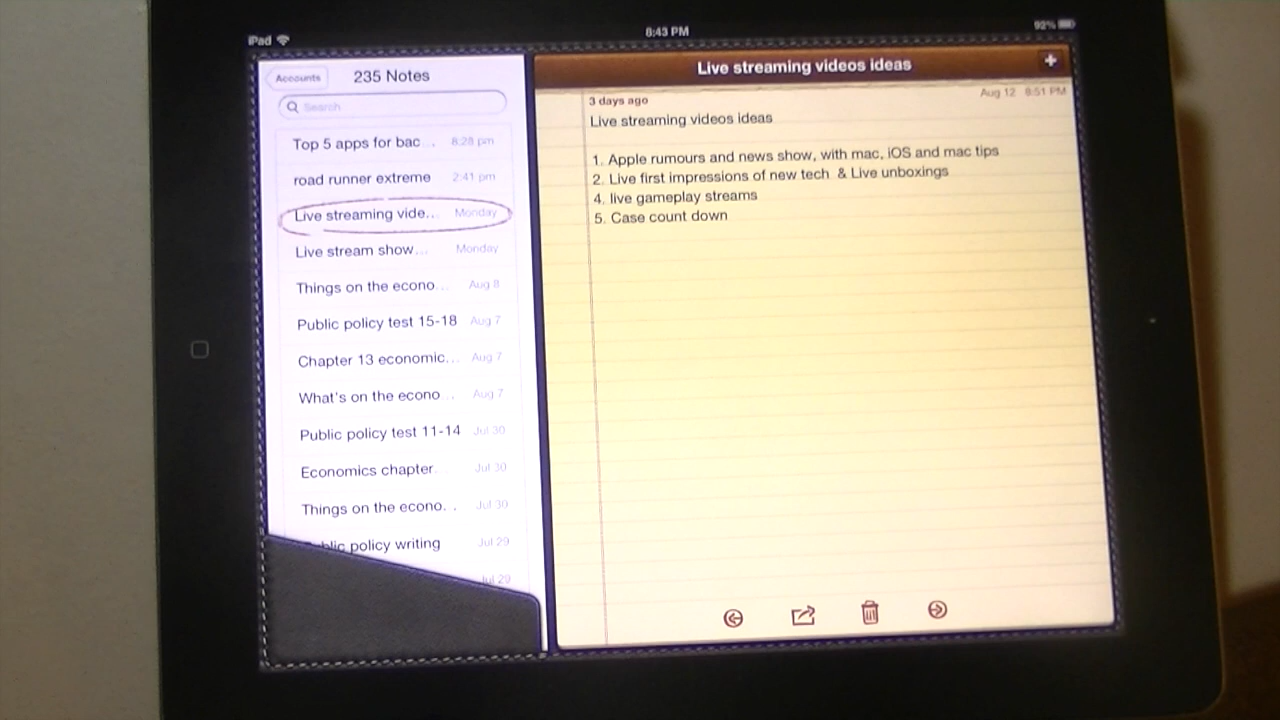 iPad
8:43 PM
92%
Accounts
235 Notes
Search
Top 5 apps for bac... 8:28 pm
road runner extreme 2:41 pm
Live streaming vide... Monday
Live stream show... Monday
Things on the econo... Aug 8
Public policy test 15-18 Aug 7
Chapter 13 economic... Aug 7
What's on the econo... Aug 7
Public policy test 11-14 Jul 30
Economics chapter... Jul 30
Things on the econo... Jul 30
policy writing Jul 29
Jul 29
Live streaming videos ideas
3 days ago
Aug 12 8:51 PM
Live streaming videos ideas
1. Apple rumours and news show, with mac, iOS and mac tips
2. Live first impressions of new tech & Live unboxings
4. live gameplay streams
5. Case count down